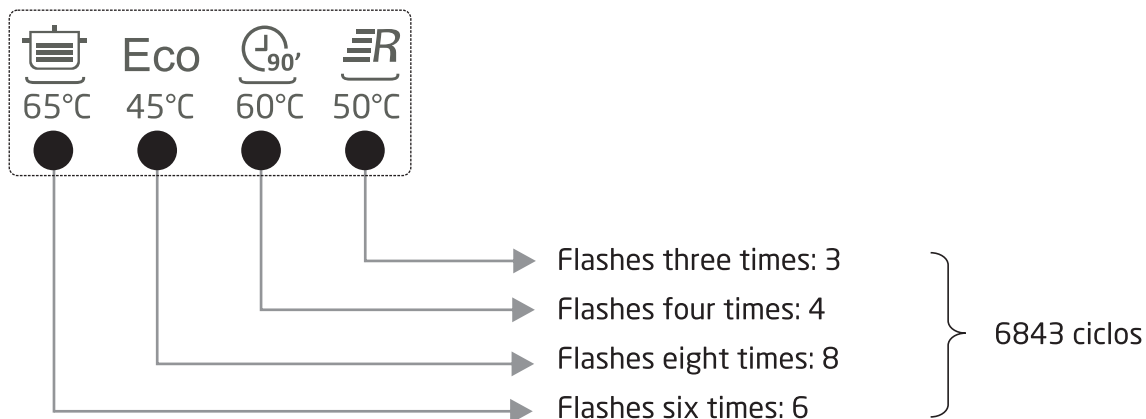 Eco 90’ R
65°C 45°C 60°C 50°C
Flashes three times: 3
Flashes four times: 4
Flashes eight times: 8
6843 ciclos
Flashes six times: 6